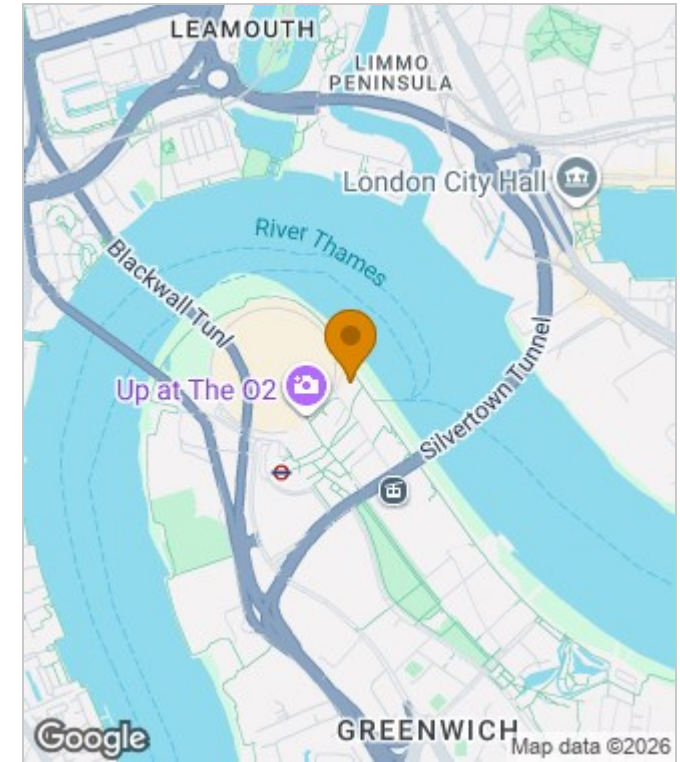 LEAMOUTH
LIMMO
PENINSULA
London City Hall
River Thames
Blackwall Tunl
Up at The O2
Silvertown Tunnel
GREENWICH
Google
Map data ©2026